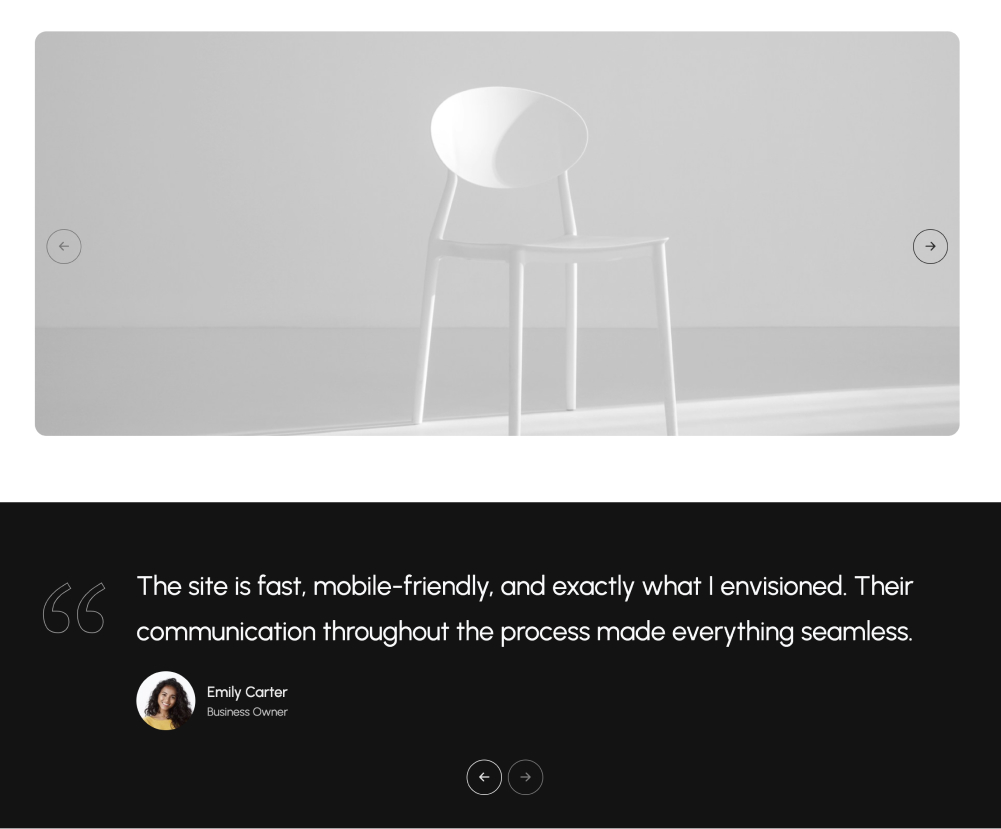 “
The site is fast, mobile-friendly, and exactly what I envisioned. Their
communication throughout the process made everything seamless.
Emily Carter
Business Owner